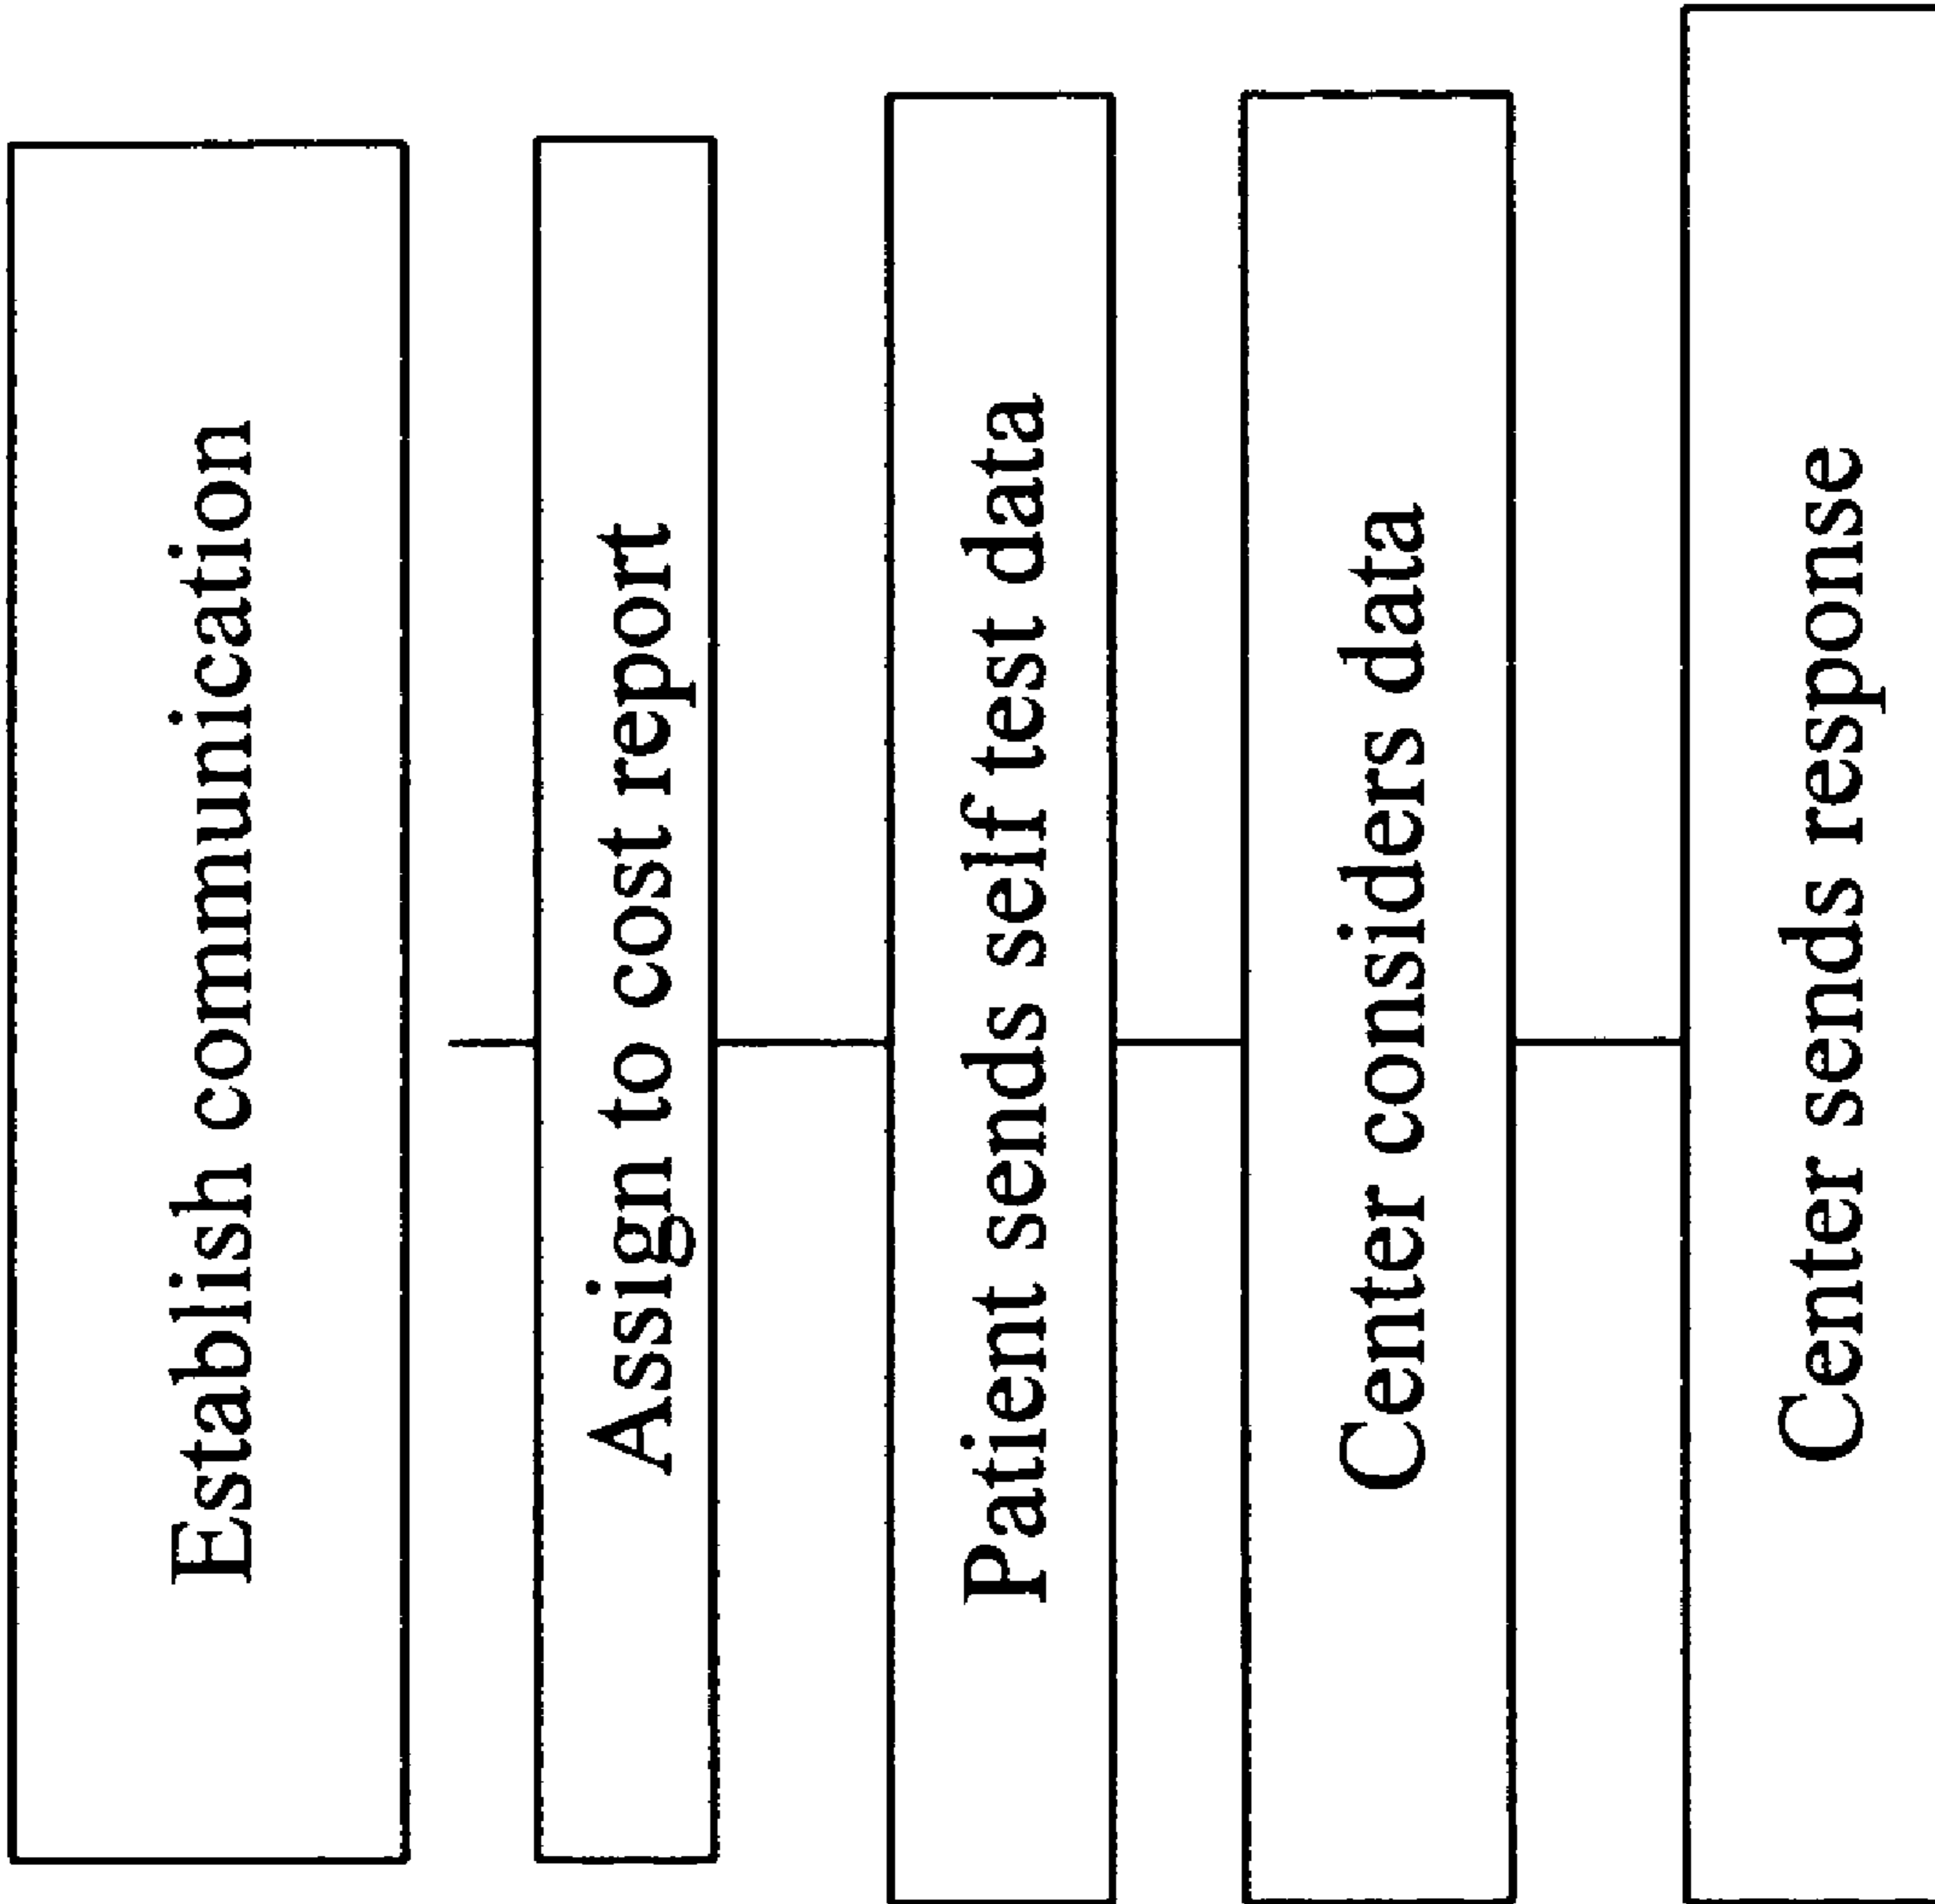 Establish communication
Assign to cost report
Patient sends self test data
Center considers data
Center sends response